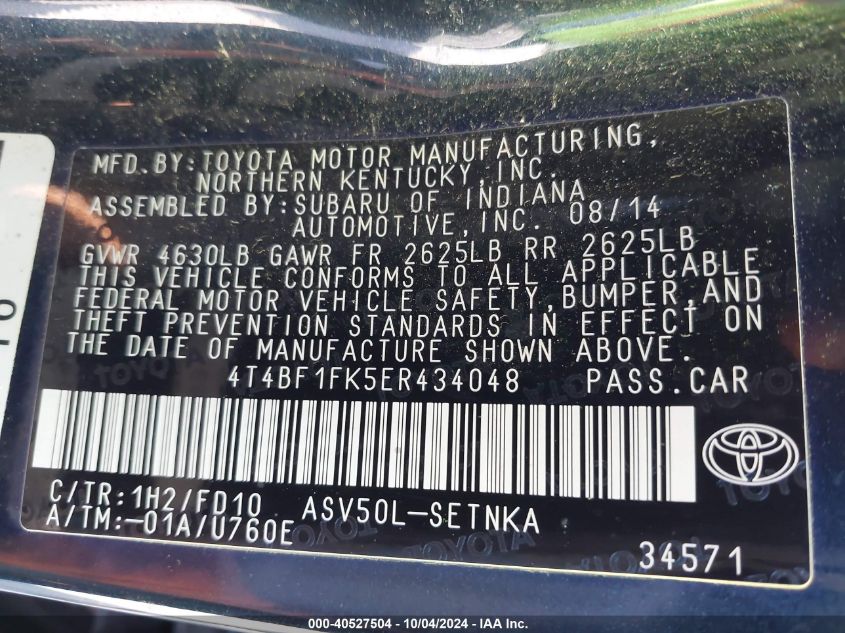 MFD.BY:TOYOTA MOTOR MANUFACTURING,
NORTHERN KENTUCKY,INC.
ASSEMBLED BY:SUBARU OF INDIANA
AUTOMOTIVE,INC. 08/14
GVWR 4630LB GAWR FR 2625LB RR 2625LB
THIS VEHICLE CONFORMS TO ALL APPLICABLE
FEDERAL MOTOR VEHICLE SAFETY,BUMPER,AND
THEFT PREVENTION STANDARDS IN EFFECT ON
THE DATE OF MANUFACTURE SHOWN ABOVE.
4T4BF1FK5ER434048 PASS.CAR
C/TR:1H2/FD10 ASV50L-SETNKA
A/TM:-01A/U760E
34571
000-40527504 - 10/04/2024 - IAA Inc.